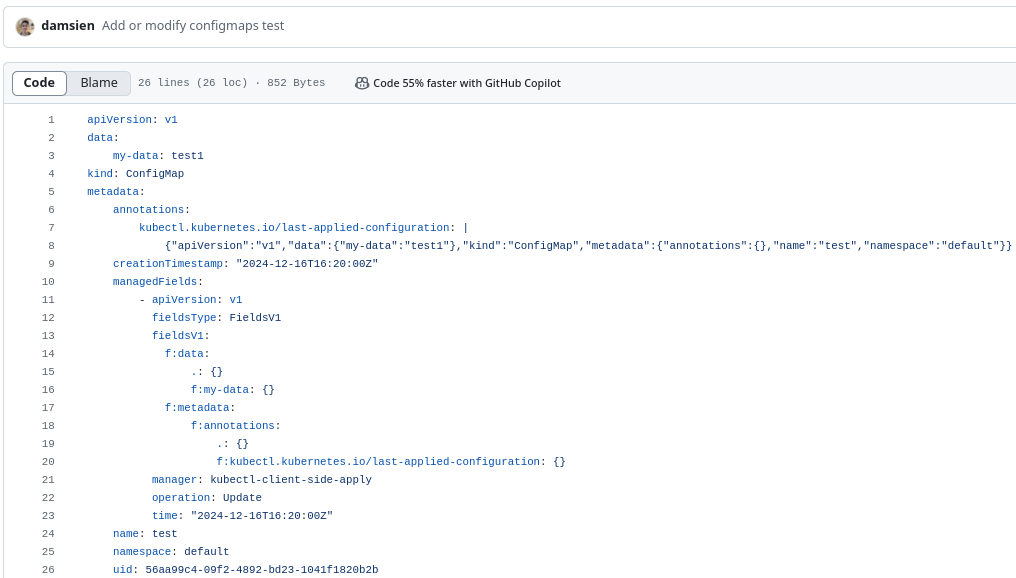 damsien Add or modify configmaps test
Code Blame 26 lines (26 loc) · 852 Bytes Code 55% faster with GitHub Copilot
1 apiVersion: v1
2 data:
3     my-data: test1
4 kind: ConfigMap
5 metadata:
6     annotations:
7         kubectl.kubernetes.io/last-applied-configuration: |
8             {"apiVersion":"v1","data":{"my-data":"test1"},"kind":"ConfigMap","metadata":{"annotations":{},"name":"test","namespace":"default"}}
9     creationTimestamp: "2024-12-16T16:20:00Z"
10     managedFields:
11         - apiVersion: v1
12           fieldsType: FieldsV1
13           fieldsV1:
14             f:data:
15                 .: {}
16                 f:my-data: {}
17             f:metadata:
18                 f:annotations:
19                     .: {}
20                     f:kubectl.kubernetes.io/last-applied-configuration: {}
21           manager: kubectl-client-side-apply
22           operation: Update
23           time: "2024-12-16T16:20:00Z"
24     name: test
25     namespace: default
26     uid: 56aa99c4-09f2-4892-bd23-1041f1820b2b